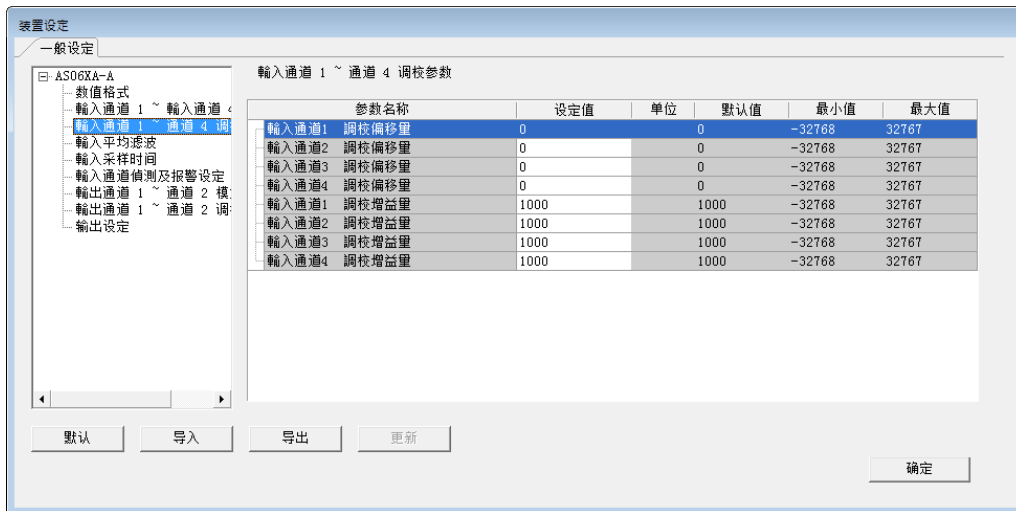 装置设定
一般设定
AS06XA-A
数值格式
輸入通道 1 ~ 輸入通道 4
輸入通道 1 ~ 通道 4 调
輸入平均滤波
輸入采样时间
輸入通道偵测及报警设定
輸出通道 1 ~ 通道 2 模
輸出通道 1 ~ 通道 2 调
输出设定
輸入通道 1 ~ 通道 4 调校参数
参数名称 设定值 单位 默认值 最小值 最大值
輸入通道1 調校偏移量 0 0 -32768 32767
輸入通道2 調校偏移量 0 0 -32768 32767
輸入通道3 調校偏移量 0 0 -32768 32767
輸入通道4 調校偏移量 0 0 -32768 32767
輸入通道1 調校增益量 1000 1000 -32768 32767
輸入通道2 調校增益量 1000 1000 -32768 32767
輸入通道3 調校增益量 1000 1000 -32768 32767
輸入通道4 調校增益量 1000 1000 -32768 32767
默认 导入 导出 更新
确定